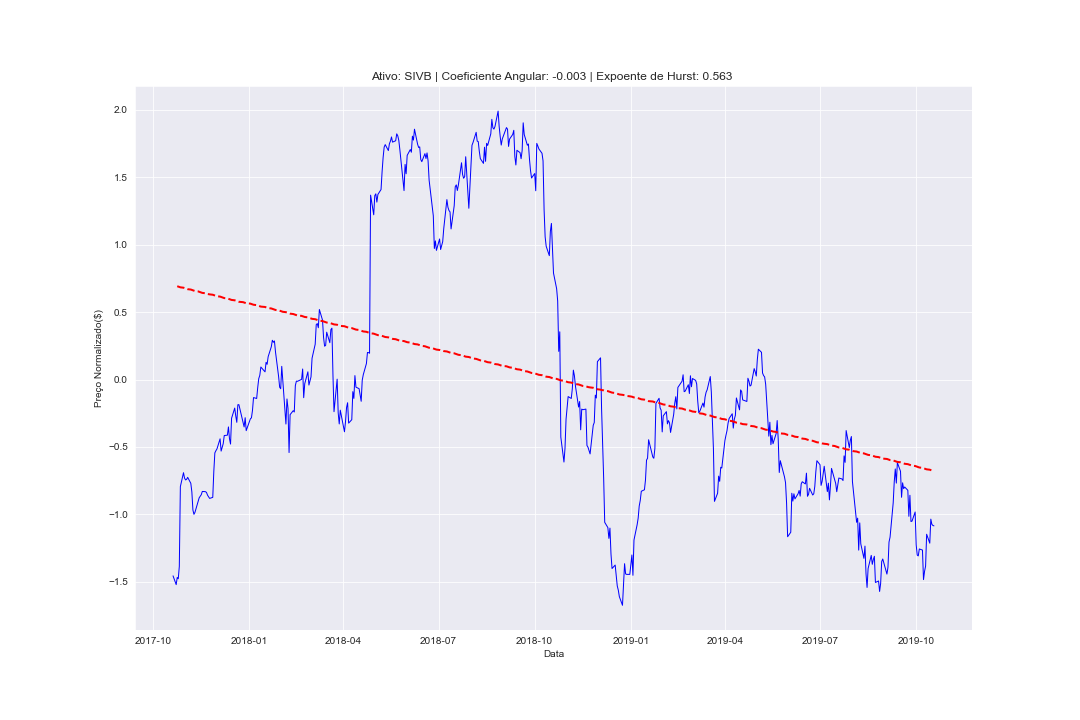 Ativo: SIVB | Coeficiente Angular: -0.003 | Expoente de Hurst: 0.563
2.0
1.5
1.0
0.5
0.0
−0.5
−1.0
−1.5
Preço Normalizado($)
2017-10 2018-01 2018-04 2018-07 2018-10 2019-01 2019-04 2019-07 2019-10
Data